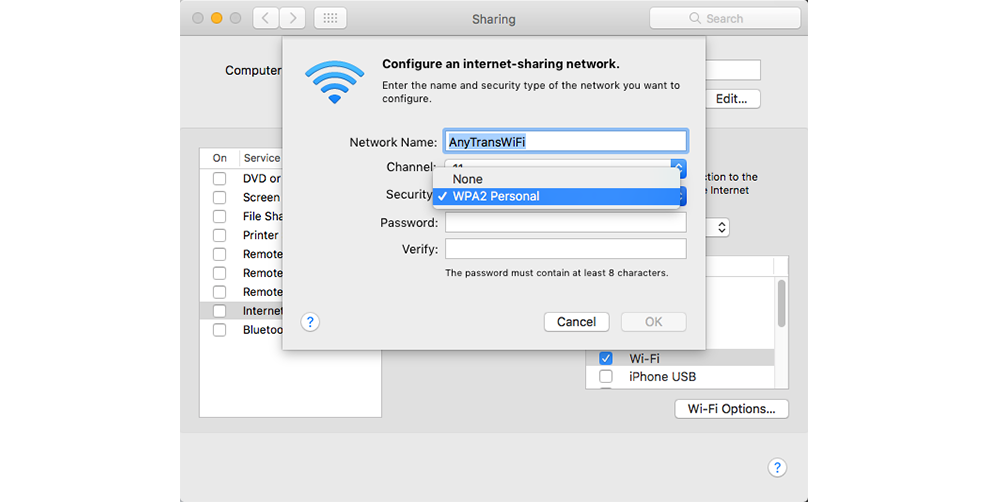 Sharing
Search
Computer
Edit...
Configure an internet-sharing network.
Enter the name and security type of the network you want to
configure.
Network Name: AnyTransWiFi
Channel:
None
Security
✓ WPA2 Personal
Password:
Verify:
The password must contain at least 8 characters.
? Cancel OK
On Service
DVD or
Screen
File Sha
Printer
Remote
Remote
Remote
Internet
Bluetoo
ction to the
Internet
Wi-Fi
iPhone USB
Wi-Fi Options...
?